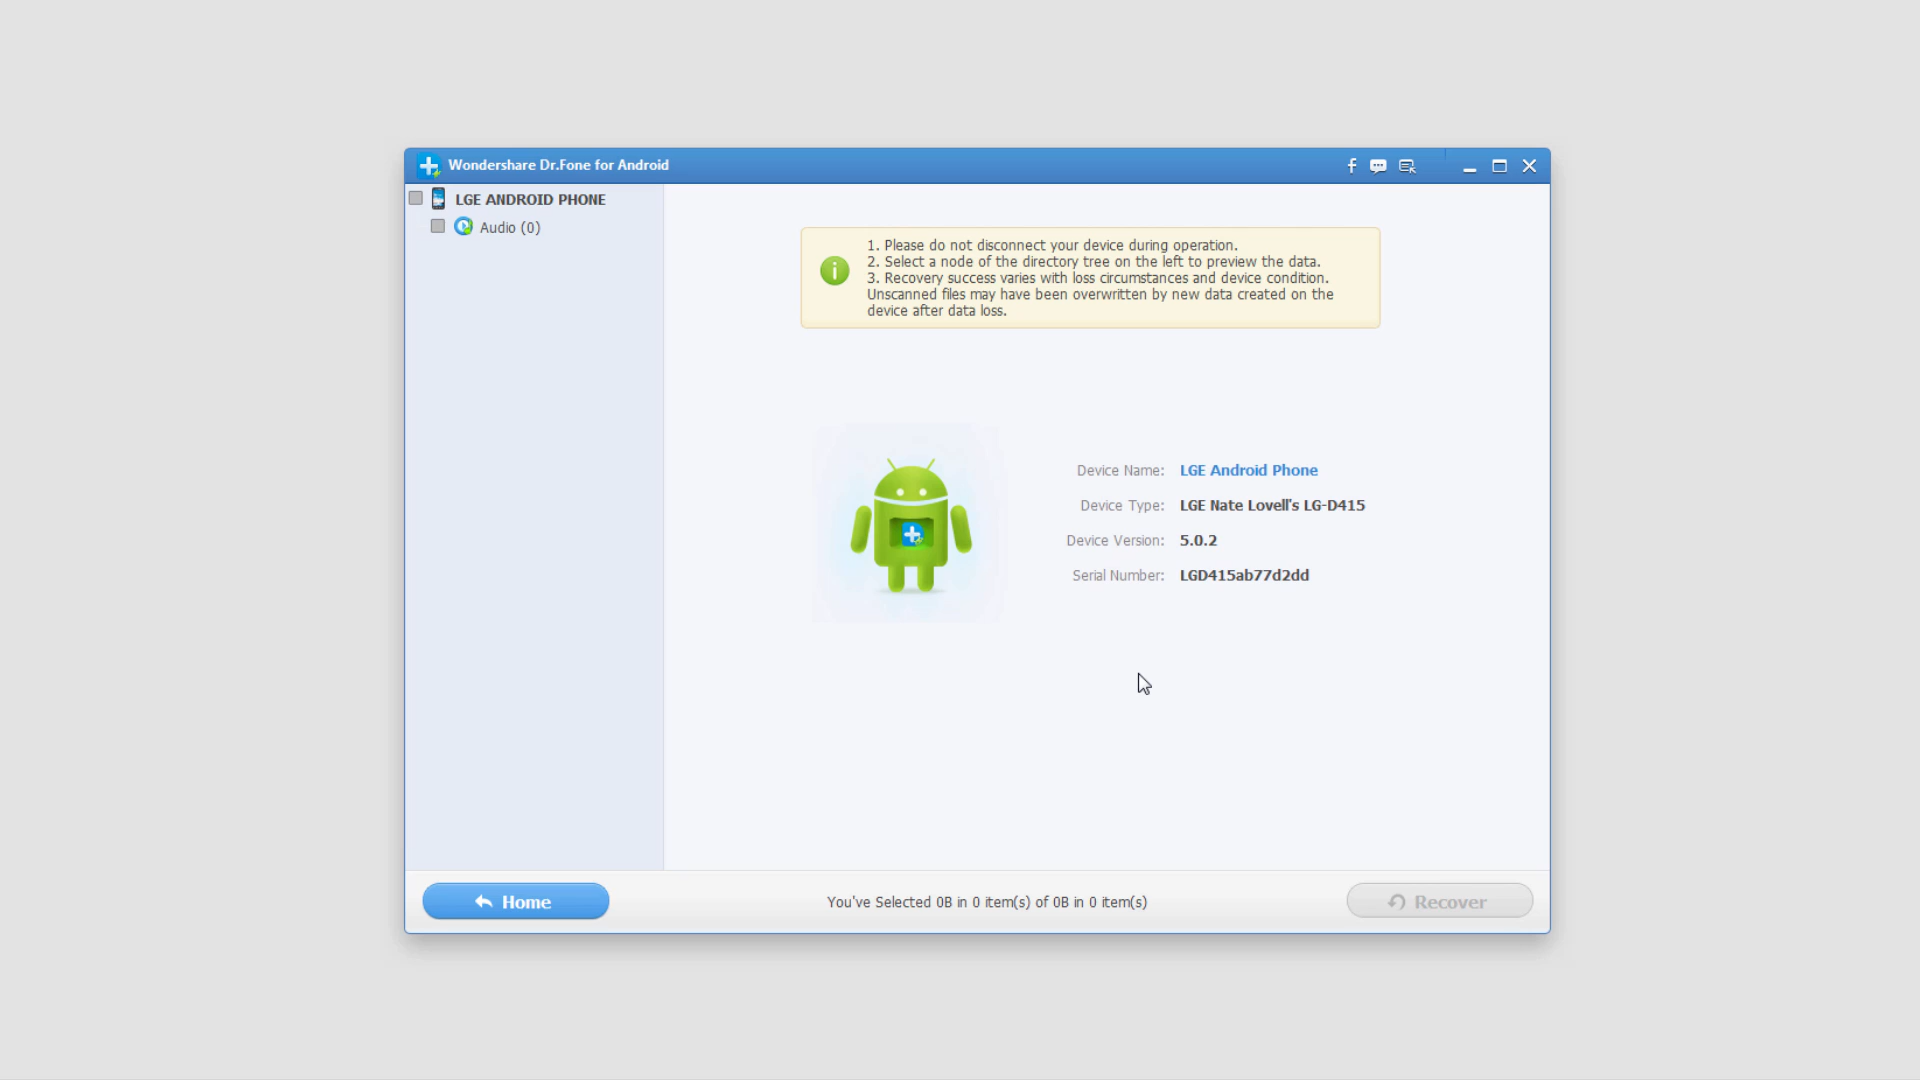 Wondershare Dr.Fone for Android
LGE ANDROID PHONE
Audio (0)
1. Please do not disconnect your device during operation.
2. Select a node of the directory tree on the left to preview the data.
3. Recovery success varies with loss circumstances and device condition.
Unscanned files may have been overwritten by new data created on the
device after data loss.
Device Name: LGE Android Phone
Device Type: LGE Nate Lovell's LG-D415
Device Version: 5.0.2
Serial Number: LGD415ab77d2dd
Home
You've Selected 0B in 0 item(s) of 0B in 0 item(s)
Recover